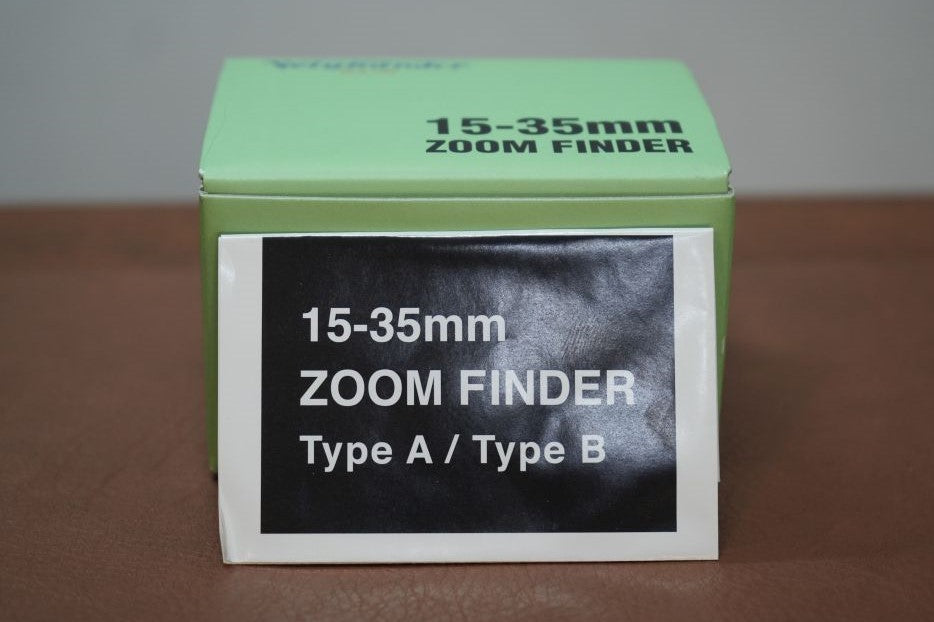 15-35mm
ZOOM FINDER
15-35mm
ZOOM FINDER
Type A / Type B